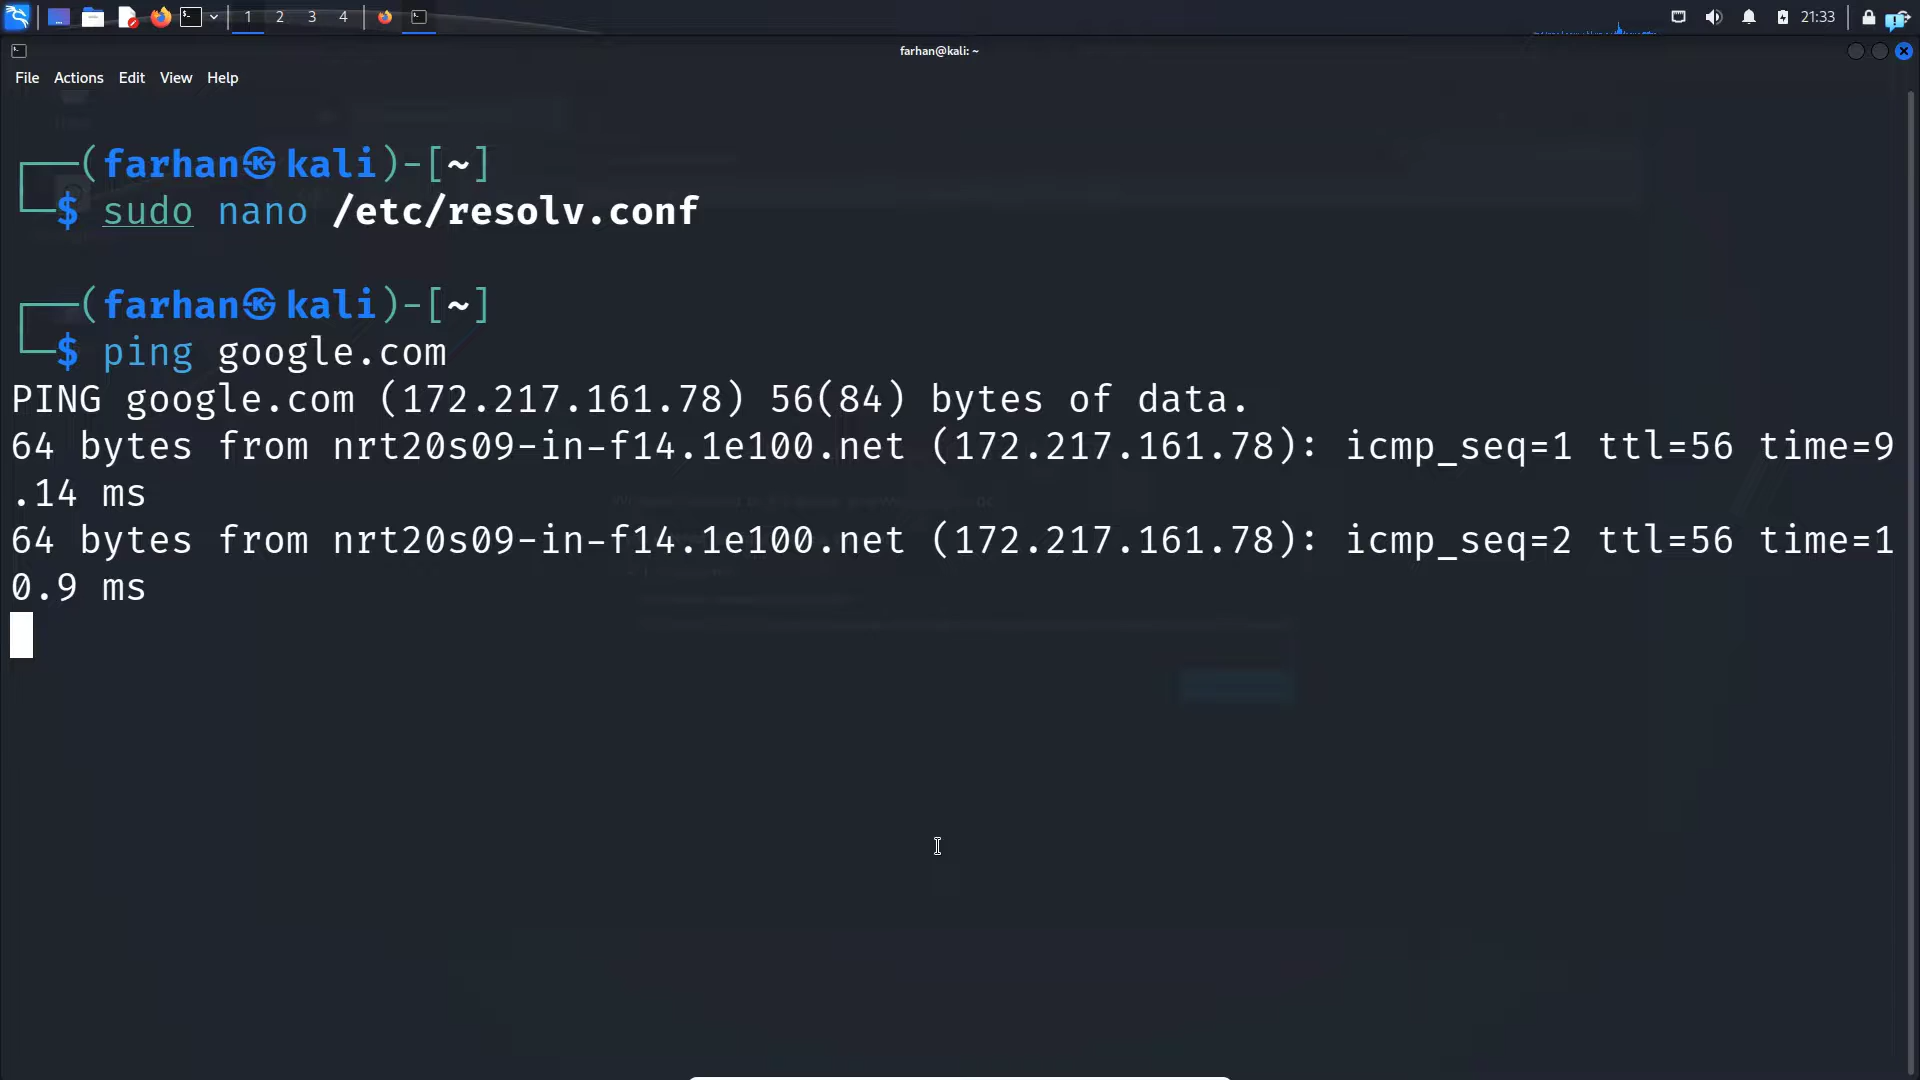 1 2 3 4 21:33
farhan@kali: ~
File Actions Edit View Help
┌──(farhan㉿kali)-[~]
└─$ sudo nano /etc/resolv.conf
┌──(farhan㉿kali)-[~]
└─$ ping google.com
PING google.com (172.217.161.78) 56(84) bytes of data.
64 bytes from nrt20s09-in-f14.1e100.net (172.217.161.78): icmp_seq=1 ttl=56 time=9
.14 ms
64 bytes from nrt20s09-in-f14.1e100.net (172.217.161.78): icmp_seq=2 ttl=56 time=1
0.9 ms